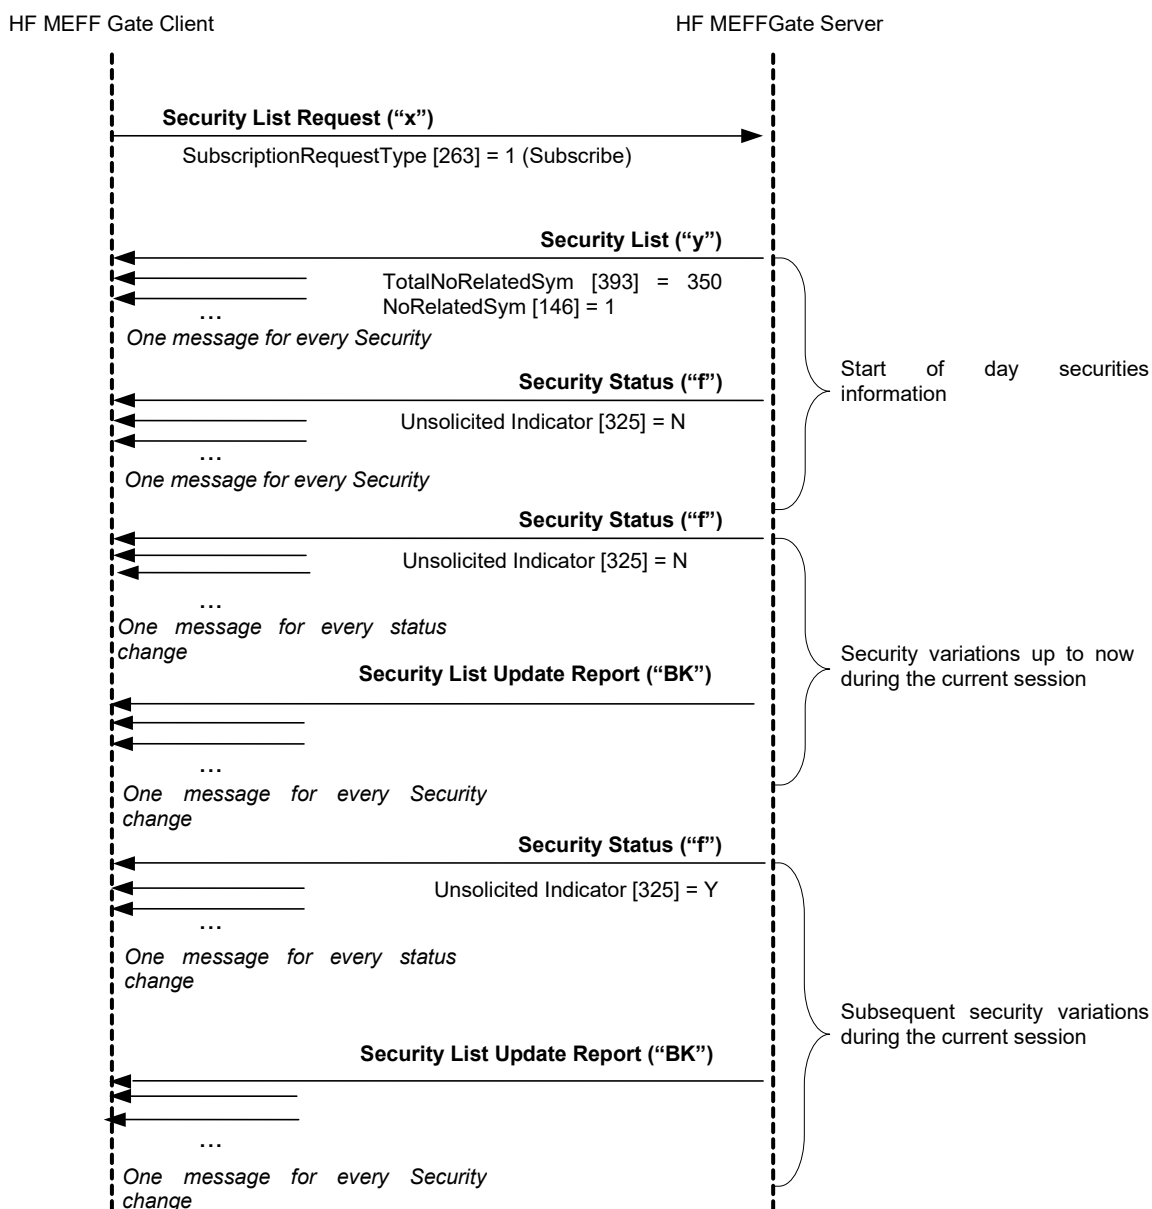 HF MEFF Gate Client
HF MEFFGate Server
Security List Request (“x”)
SubscriptionRequestType [263] = 1 (Subscribe)
Security List (“y”)
TotalNoRelatedSym [393] = 350
NoRelatedSym [146] = 1
...
One message for every Security
Start of day securities
information
Security Status (“f”)
Unsolicited Indicator [325] = N
...
One message for every Security
Security Status (“f”)
Unsolicited Indicator [325] = N
...
One message for every status
change
Security variations up to now
during the current session
Security List Update Report (“BK”)
...
One message for every Security
change
Security Status (“f”)
Unsolicited Indicator [325] = Y
...
One message for every status
change
Subsequent security variations
during the current session
Security List Update Report (“BK”)
...
One message for every Security
change